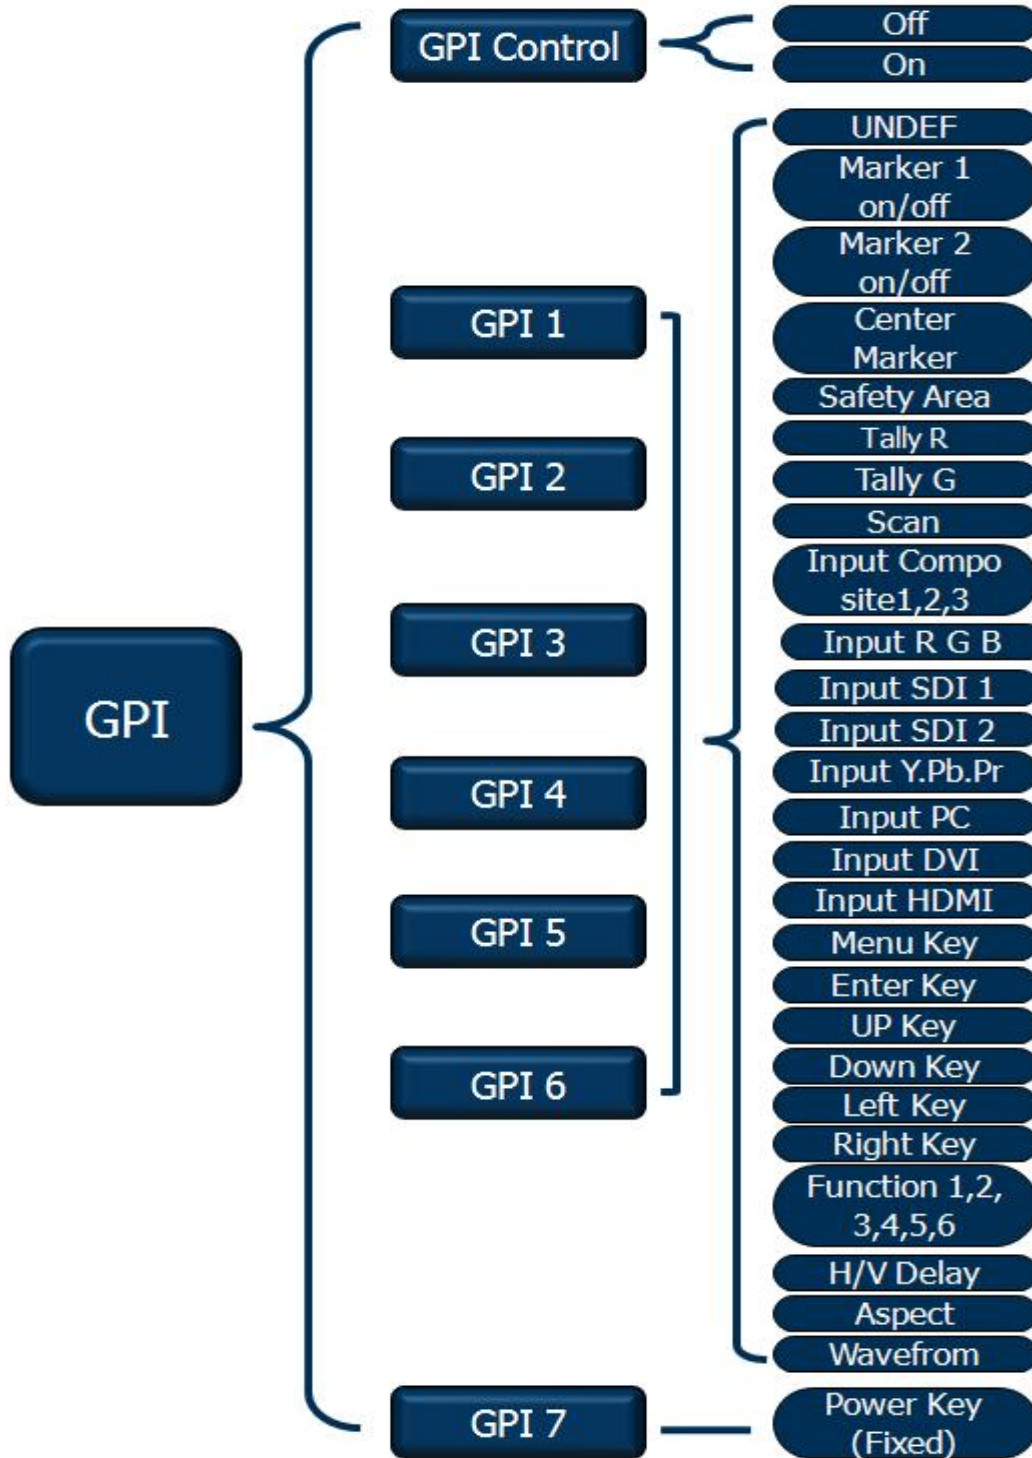 GPI
GPI Control
Off
On
GPI 1
GPI 2
GPI 3
GPI 4
GPI 5
GPI 6
UNDEF
Marker 1
on/off
Marker 2
on/off
Center
Marker
Safety Area
Tally R
Tally G
Scan
Input Compo
site1,2,3
Input R G B
Input SDI 1
Input SDI 2
Input Y.Pb.Pr
Input PC
Input DVI
Input HDMI
Menu Key
Enter Key
UP Key
Down Key
Left Key
Right Key
Function 1,2,
3,4,5,6
H/V Delay
Aspect
Wavefrom
GPI 7
Power Key
(Fixed)